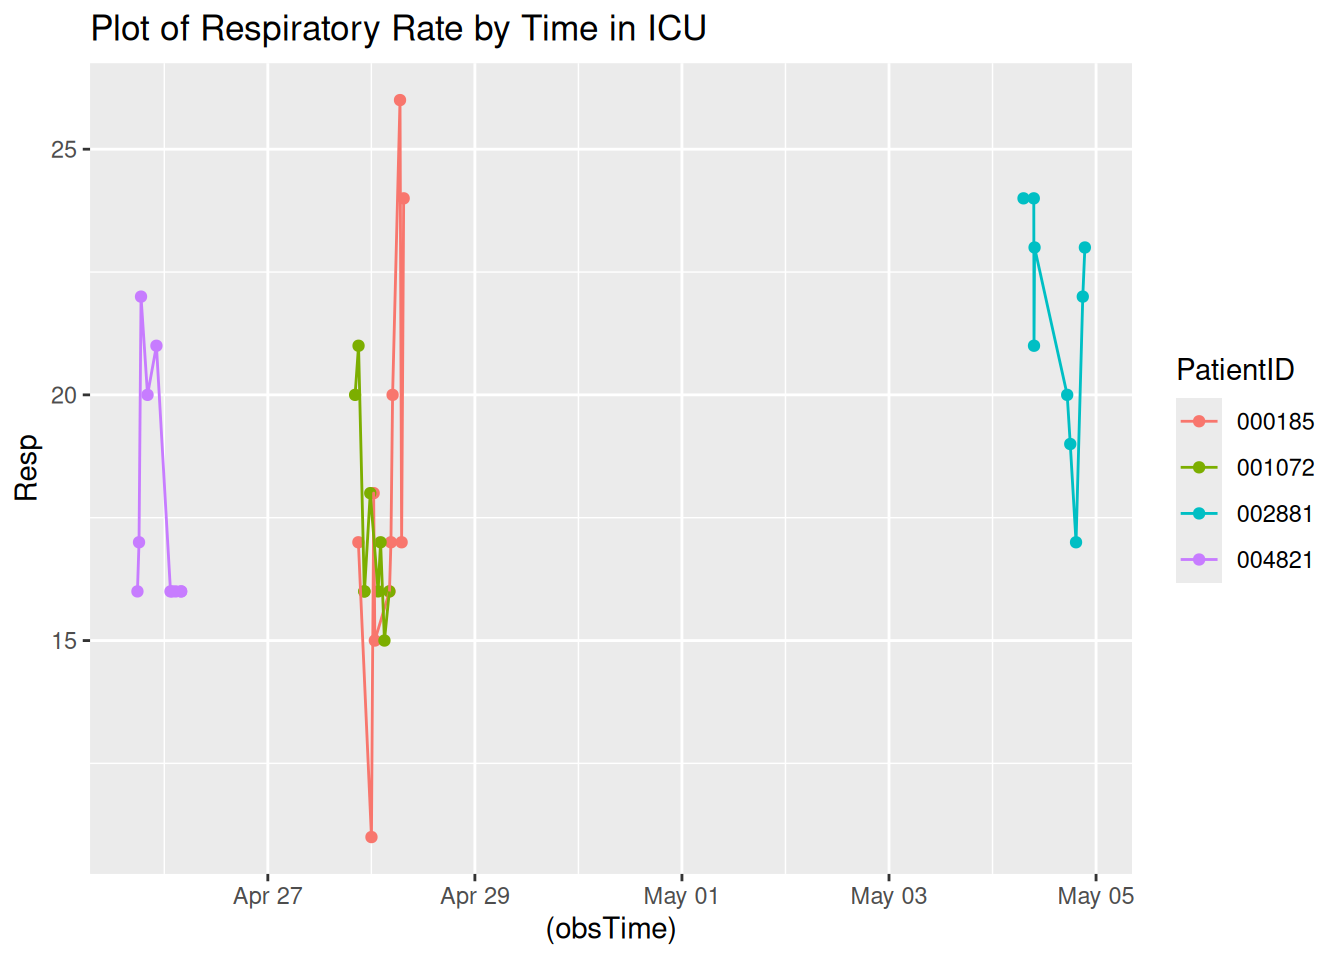 Plot of Respiratory Rate by Time in ICU
25
20
15
Resp
Apr 27
Apr 29
May 01
May 03
May 05
(obsTime)
PatientID
000185
001072
002881
004821